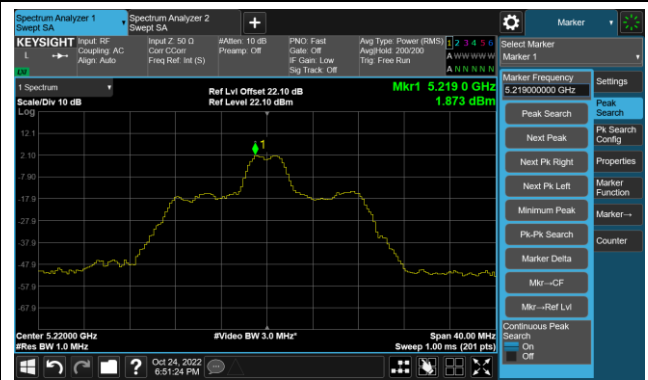 Spectrum Analyzer 1
Swept SA
Spectrum Analyzer 2
Swept SA
+
Marker
KEYSIGHT
L
LXI
Input: RF
Coupling: AC
Align: Auto
Input Z: 50 Ω
Corr CCorr
Freq Ref: Int (S)
#Atten: 10 dB
Preamp: Off
PNO: Fast
Gate: Off
IF Gain: Low
Sig Track: Off
Avg Type: Power (RMS)
Avg|Hold: 200/200
Trig: Free Run
1 2 3 4 5 6
A W W W W W
A N N N N N
Select Marker
Marker 1
1 Spectrum
Scale/Div 10 dB
Log
Ref Lvl Offset 22.10 dB
Ref Level 22.10 dBm
Mkr1 5.219 0 GHz
1.873 dBm
12.1
2.10
-7.90
-17.9
-27.9
-37.9
-47.9
-57.9
-67.9
1
Center 5.22000 GHz
#Res BW 1.0 MHz
#Video BW 3.0 MHz*
Span 40.00 MHz
Sweep 1.00 ms (201 pts)
Marker Frequency
5.219000000 GHz
Peak Search
Next Peak
Next Pk Right
Next Pk Left
Minimum Peak
Pk-Pk Search
Marker Delta
Mkr→CF
Mkr→Ref Lvl
Continuous Peak
Search
On
Off
Settings
Peak
Search
Pk Search
Config
Properties
Marker
Function
Marker→
Counter
?
Oct 24, 2022
6:51:24 PM